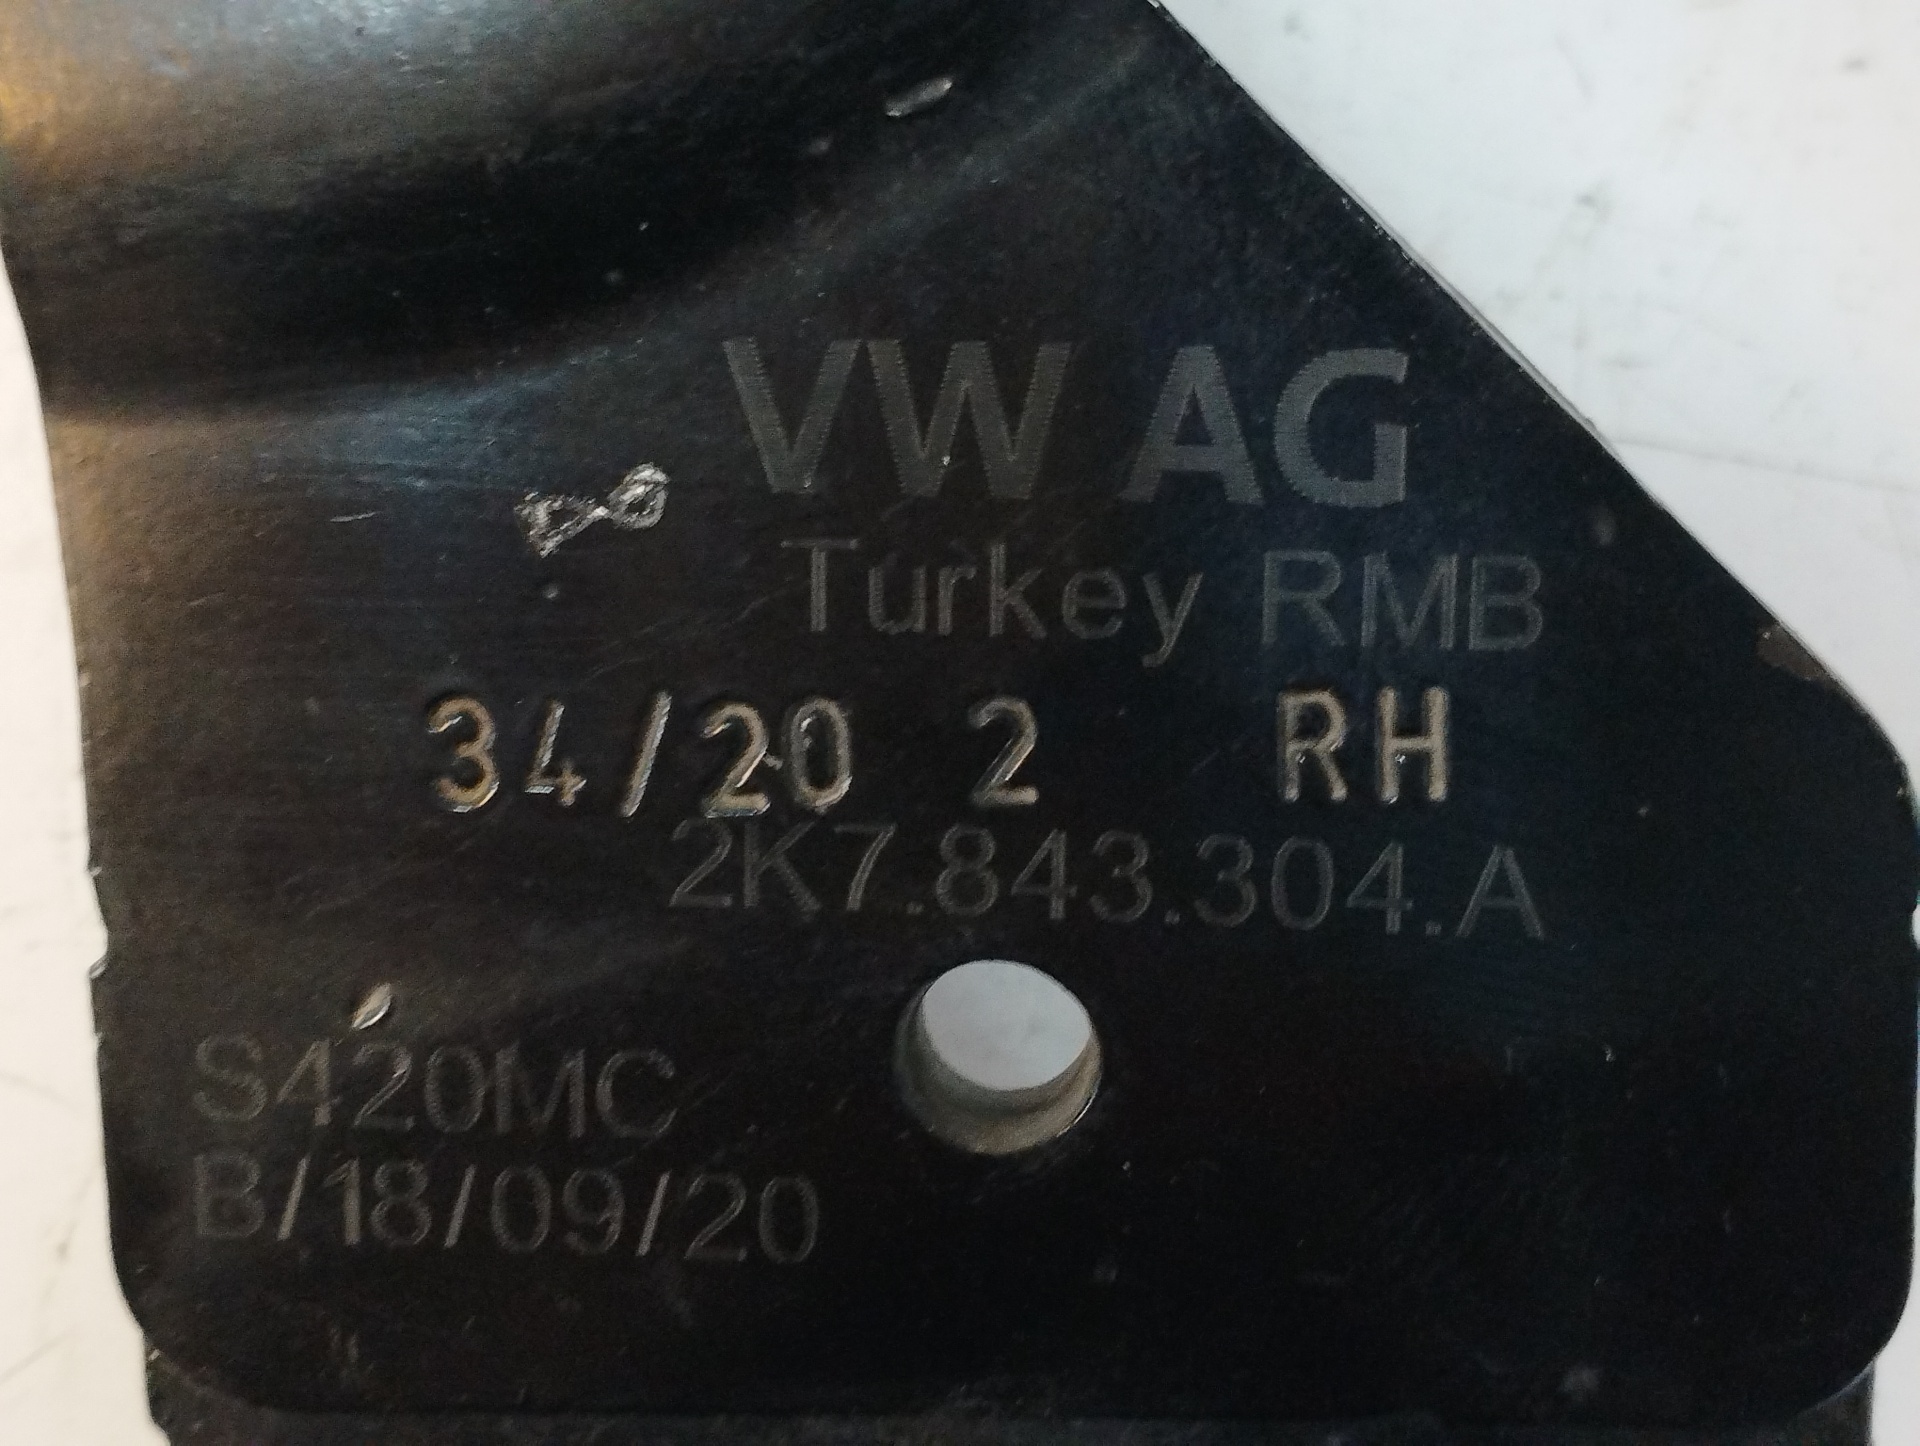 VW AG
Turkey RMB
34/20 2 RH
2K7.843.304.A
S420MC
B/18/09/20